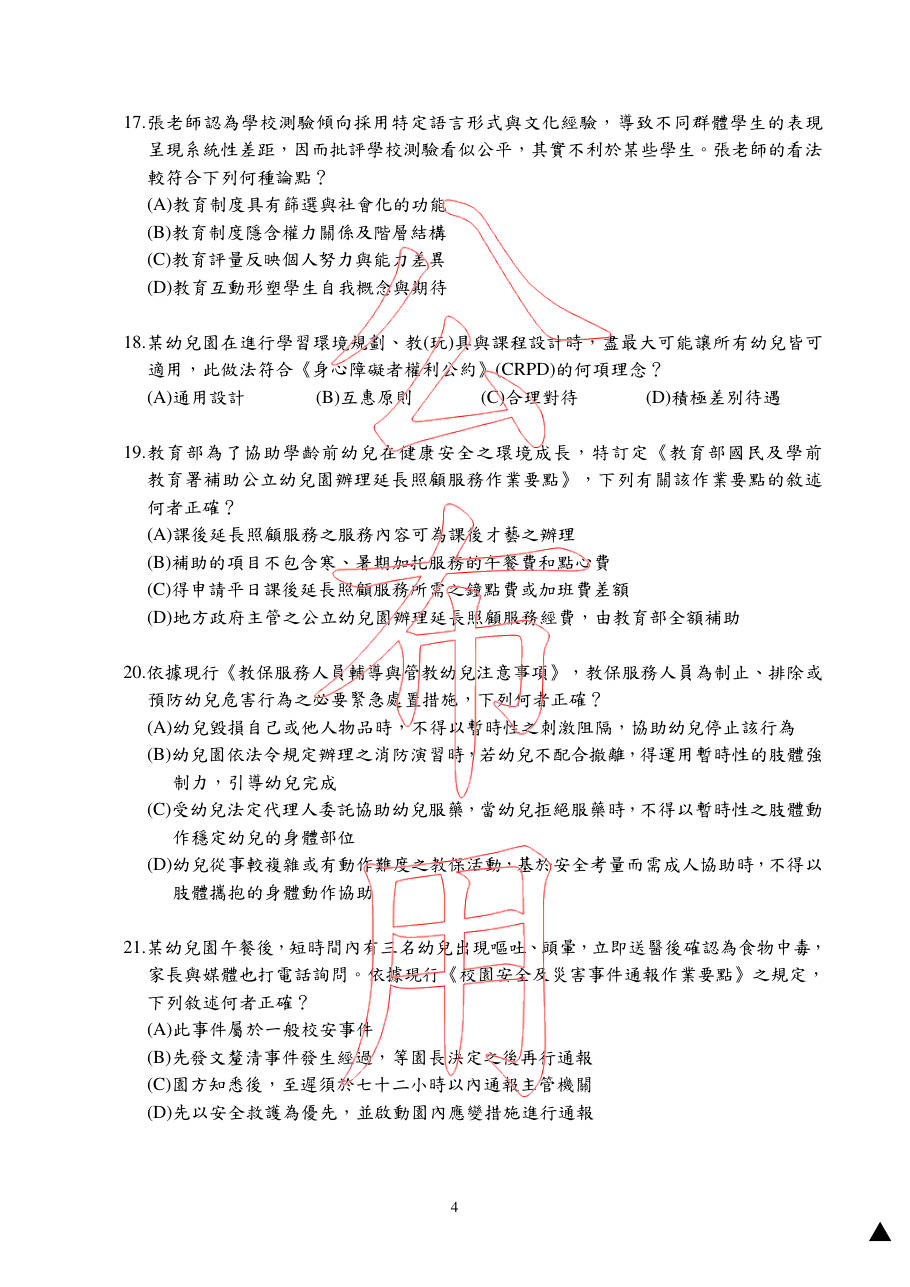 17.張老師認為學校測驗傾向採用特定語言形式與文化經驗，導致不同群體學生的表現
呈現系統性差距，因而批評學校測驗看似公平，其實不利於某些學生。張老師的看法
較符合下列何種論點？
(A)教育制度具有篩選與社會化的功能
(B)教育制度隱含權力關係及階層結構
(C)教育評量反映個人努力與能力差異
(D)教育互動形塑學生自我概念與期待
18.某幼兒園在進行學習環境規劃、教(玩)具與課程設計時，盡最大可能讓所有幼兒皆可
適用，此做法符合《身心障礙者權利公約》(CRPD)的何項理念？
(A)通用設計 (B)互惠原則 (C)合理對待 (D)積極差別待遇
19.教育部為了協助學齡前幼兒在健康安全之環境成長，特訂定《教育部國民及學前
教育署補助公立幼兒園辦理延長照顧服務作業要點》，下列有關該作業要點的敘述
何者正確？
(A)課後延長照顧服務之服務內容可為課後才藝之辦理
(B)補助的項目不包含寒、暑期加托服務的午餐費和點心費
(C)得申請平日課後延長照顧服務所需之鐘點費或加班費差額
(D)地方政府主管之公立幼兒園辦理延長照顧服務經費，由教育部全額補助
20.依據現行《教保服務人員輔導與管教幼兒注意事項》，教保服務人員為制止、排除或
預防幼兒危害行為之必要緊急處置措施，下列何者正確？
(A)幼兒毀損自己或他人物品時，不得以暫時性之刺激阻隔，協助幼兒停止該行為
(B)幼兒園依法令規定辦理之消防演習時，若幼兒不配合撤離，得運用暫時性的肢體強
制力，引導幼兒完成
(C)受幼兒法定代理人委託協助幼兒服藥，當幼兒拒絕服藥時，不得以暫時性之肢體動
作穩定幼兒的身體部位
(D)幼兒從事較複雜或有動作難度之教保活動，基於安全考量而需成人協助時，不得以
肢體攜抱的身體動作協助
21.某幼兒園午餐後，短時間內有三名幼兒出現嘔吐、頭暈，立即送醫後確認為食物中毒，
家長與媒體也打電話詢問。依據現行《校園安全及災害事件通報作業要點》之規定，
下列敘述何者正確？
(A)此事件屬於一般校安事件
(B)先發文釐清事件發生經過，等園長決定之後再行通報
(C)園方知悉後，至遲須於七十二小時以內通報主管機關
(D)先以安全救護為優先，並啟動園內應變措施進行通報
公布用
4